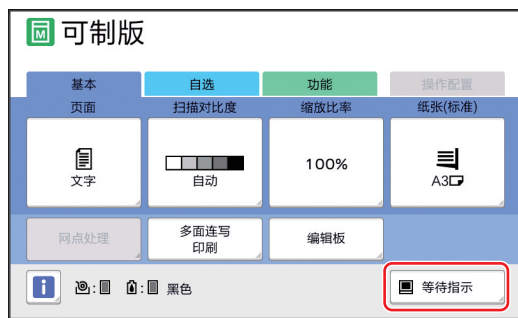 可制版
基本 自选 功能 操作配置
页面 扫描对比度 缩放比率 纸张(标准)
文字 自动 100% A3
网点处理 多面连写 编辑板
印刷
i : : 黑色 等待指示